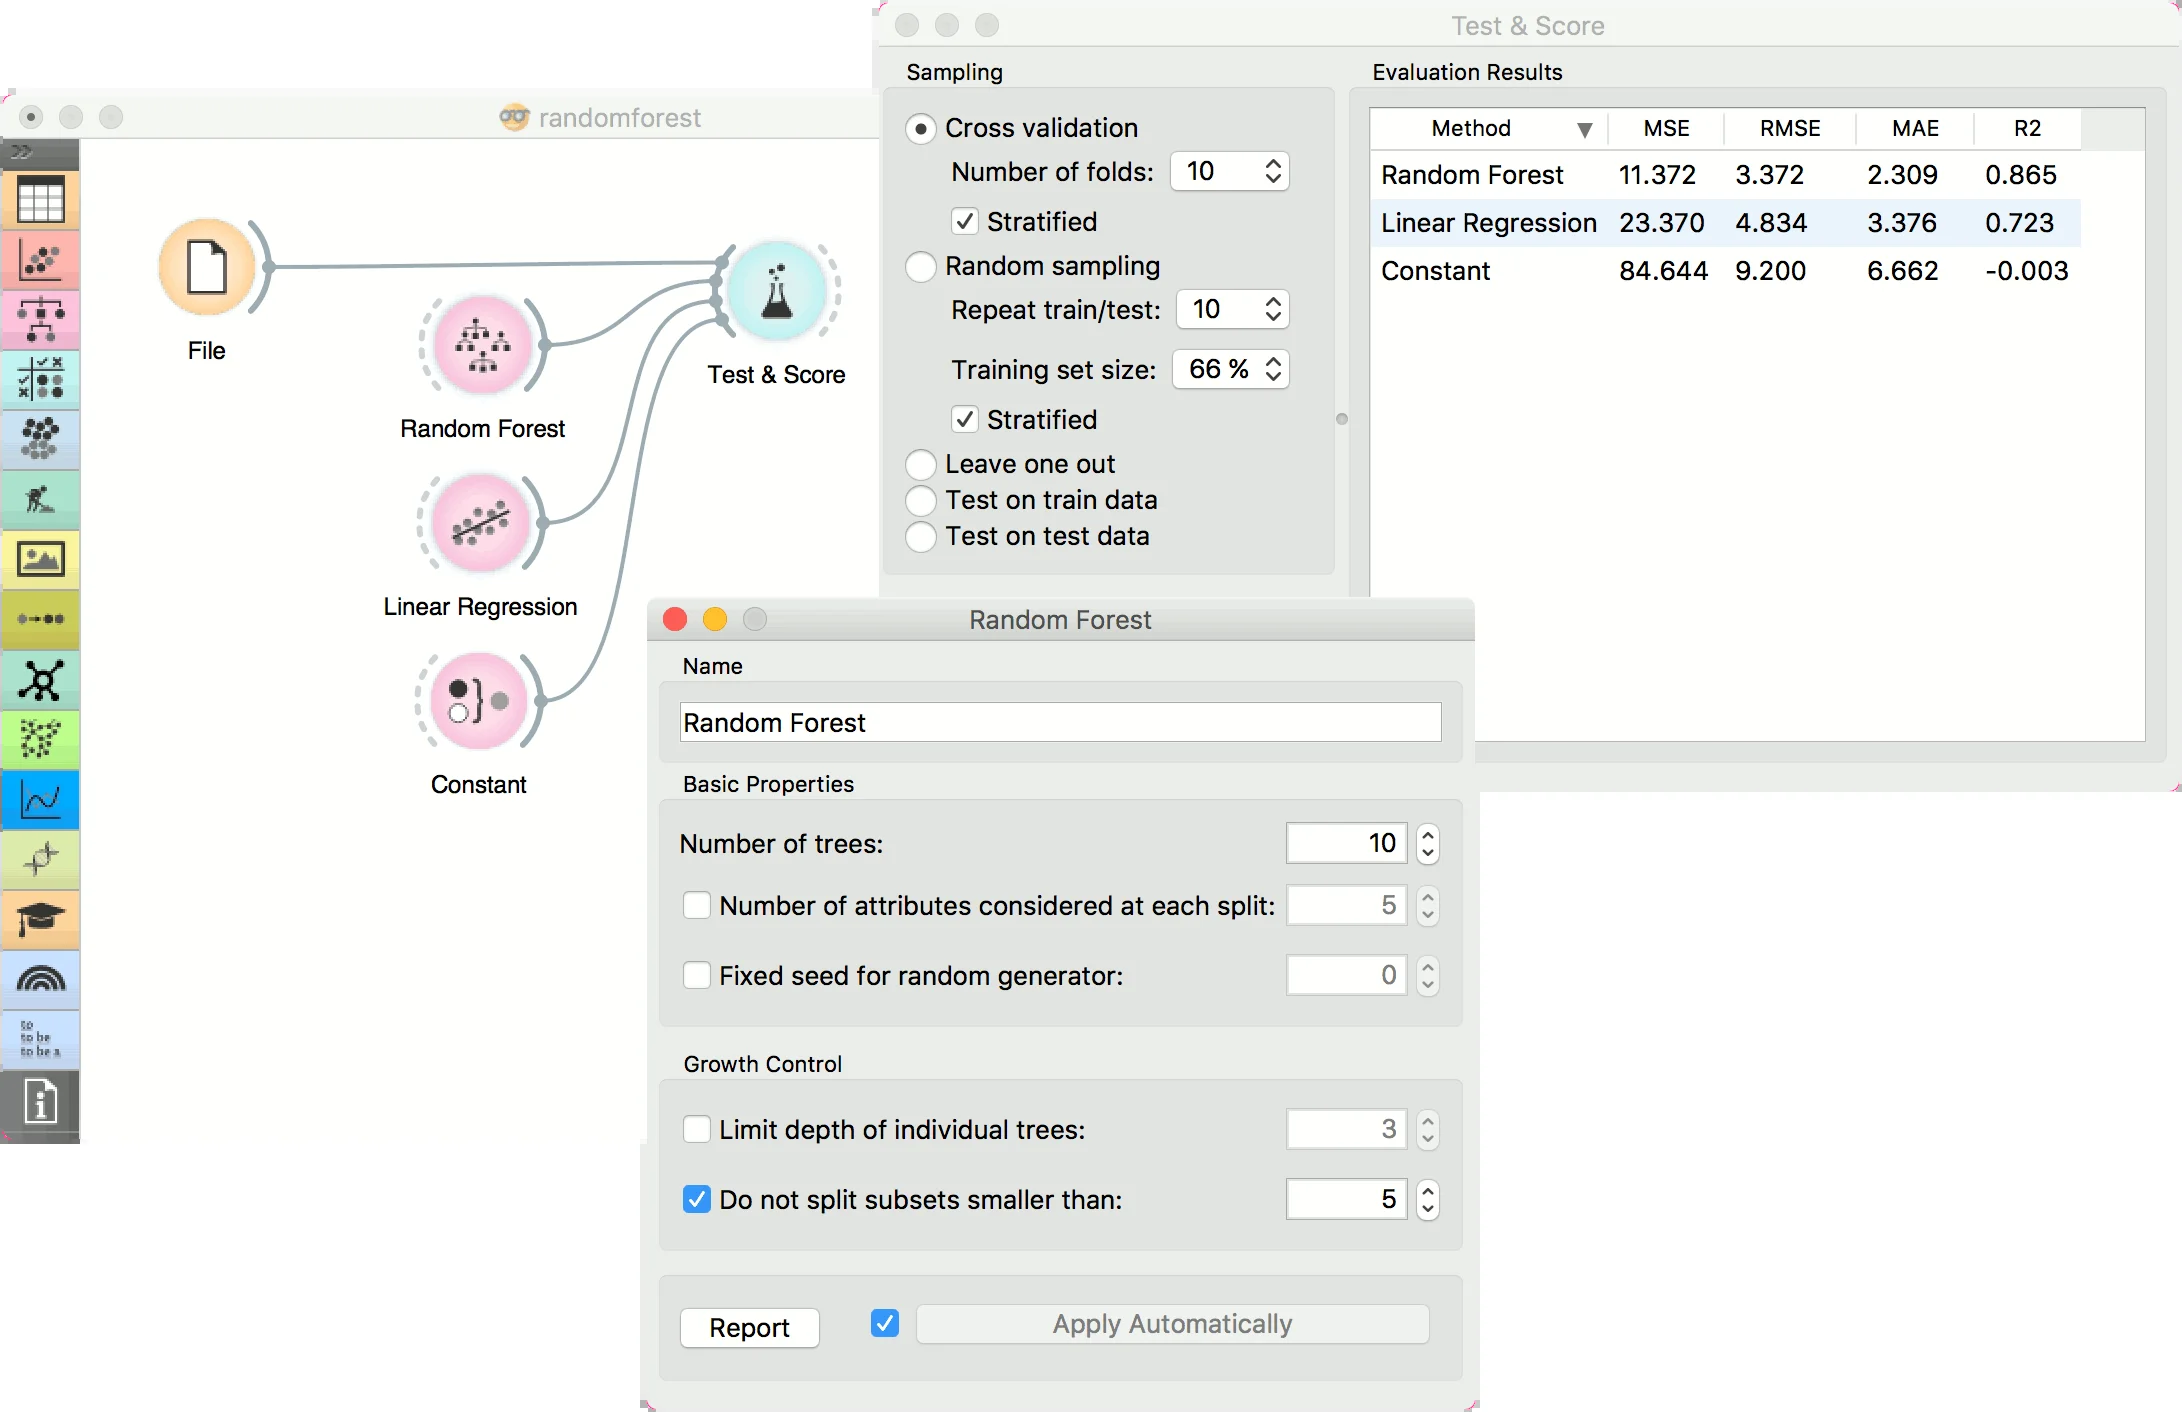 Test & Score
Sampling
Evaluation Results
Cross validation
Number of folds: 10
Stratified
Random sampling
Repeat train/test: 10
Training set size: 66 %
Stratified
Leave one out
Test on train data
Test on test data
Method MSE RMSE MAE R2
Random Forest 11.372 3.372 2.309 0.865
Linear Regression 23.370 4.834 3.376 0.723
Constant 84.644 9.200 6.662 -0.003
randomforest
File
Random Forest
Test & Score
Linear Regression
Constant
to
to be
to be a
Random Forest
Name
Random Forest
Basic Properties
Number of trees: 10
Number of attributes considered at each split: 5
Fixed seed for random generator: 0
Growth Control
Limit depth of individual trees: 3
Do not split subsets smaller than: 5
Report
Apply Automatically